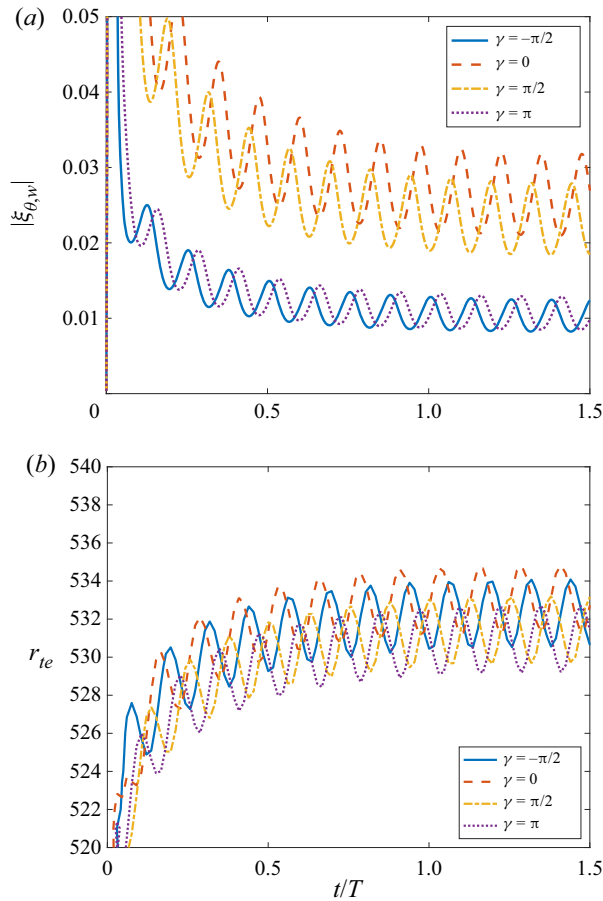 (a)
0.05
0.04
0.03
0.02
0.01
|ξθ,w|
γ = −π/2
γ = 0
γ = π/2
γ = π
0 0.5 1.0 1.5
(b)
540
538
536
534
532
530
528
526
524
522
520
rte
γ = −π/2
γ = 0
γ = π/2
γ = π
0 0.5 1.0 1.5
t/T